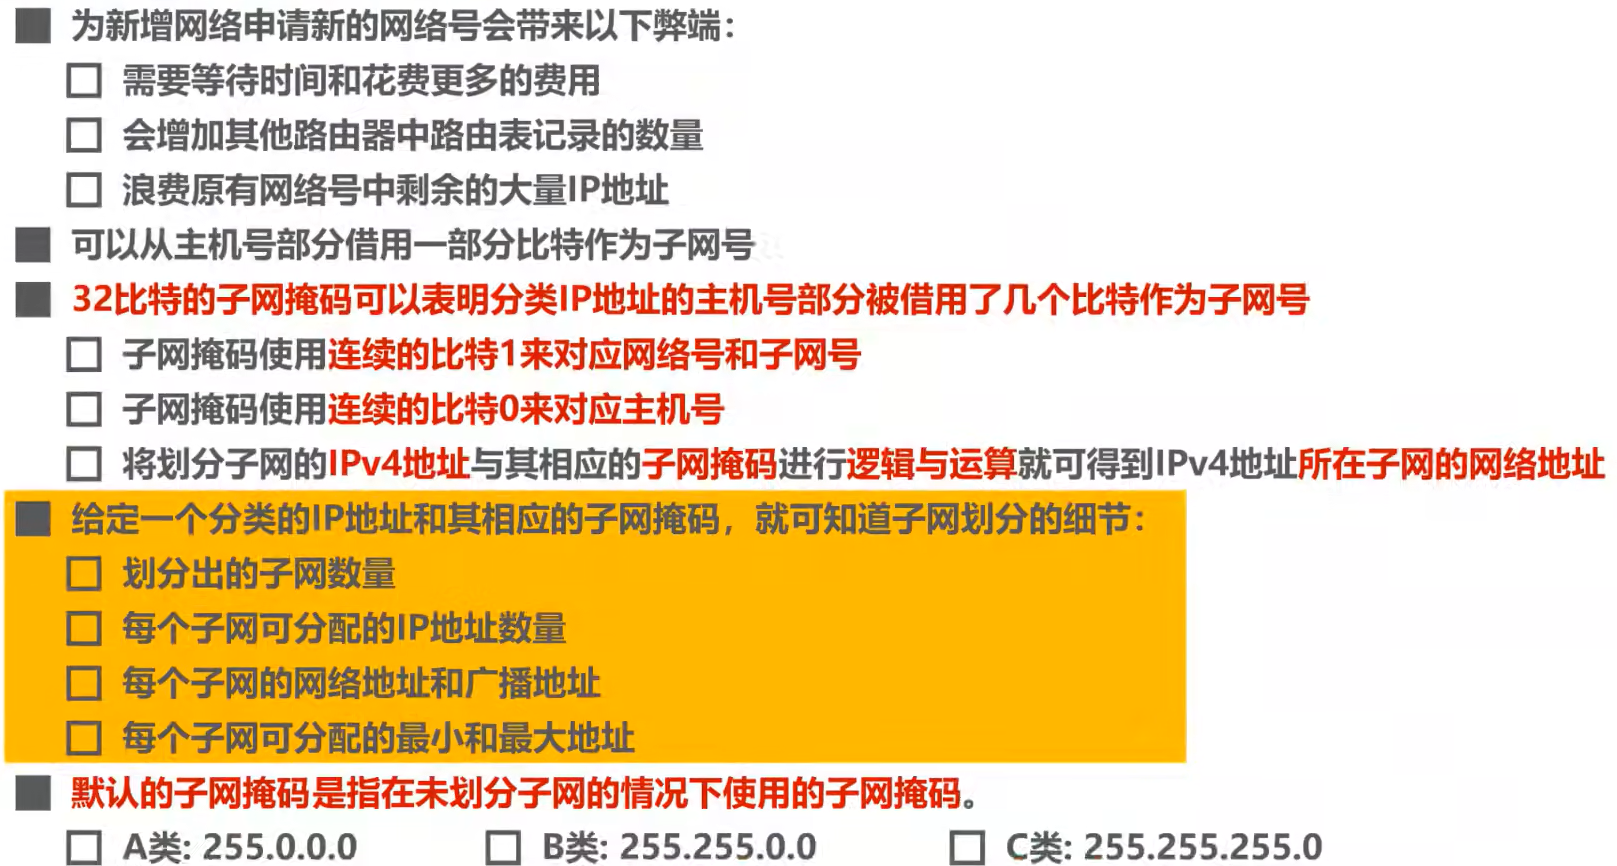 为新增网络申请新的网络号会带来以下弊端：
需要等待时间和花费更多的费用
会增加其他路由器中路由表记录的数量
浪费原有网络号中剩余的大量IP地址
可以从主机号部分借用一部分比特作为子网号
32比特的子网掩码可以表明分类IP地址的主机号部分被借用了几个比特作为子网号
子网掩码使用连续的比特1来对应网络号和子网号
子网掩码使用连续的比特0来对应主机号
将划分子网的IPv4地址与其相应的子网掩码进行逻辑与运算就可得到IPv4地址所在子网的网络地址
给定一个分类的IP地址和其相应的子网掩码，就可知道子网划分的细节：
划分出的子网数量
每个子网可分配的IP地址数量
每个子网的网络地址和广播地址
每个子网可分配的最小和最大地址
默认的子网掩码是指在未划分子网的情况下使用的子网掩码。
A类: 255.0.0.0 B类: 255.255.0.0 C类: 255.255.255.0